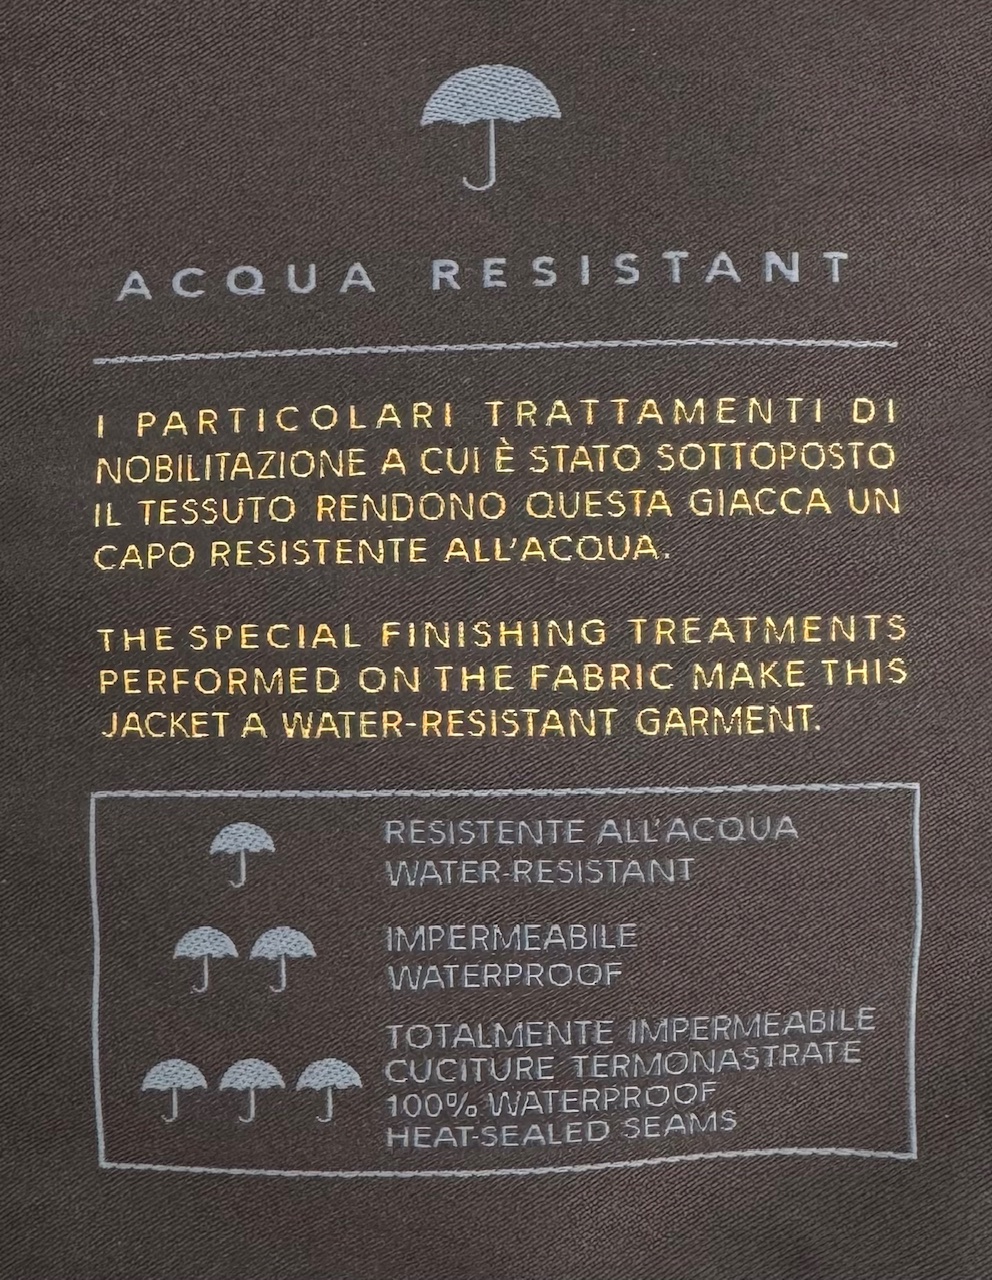 ACQUA RESISTANT
I PARTICOLARI TRATTAMENTI DI
NOBILITAZIONE A CUI È STATO SOTTOPOSTO
IL TESSUTO RENDONO QUESTA GIACCA UN
CAPO RESISTENTE ALL'ACQUA.
THE SPECIAL FINISHING TREATMENTS
PERFORMED ON THE FABRIC MAKE THIS
JACKET A WATER-RESISTANT GARMENT.
RESISTENTE ALL'ACQUA
WATER-RESISTANT
IMPERMEABILE
WATERPROOF
TOTALMENTE IMPERMEABILE
CUCITURE TERMONASTRATE
100% WATERPROOF
HEAT-SEALED SEAMS